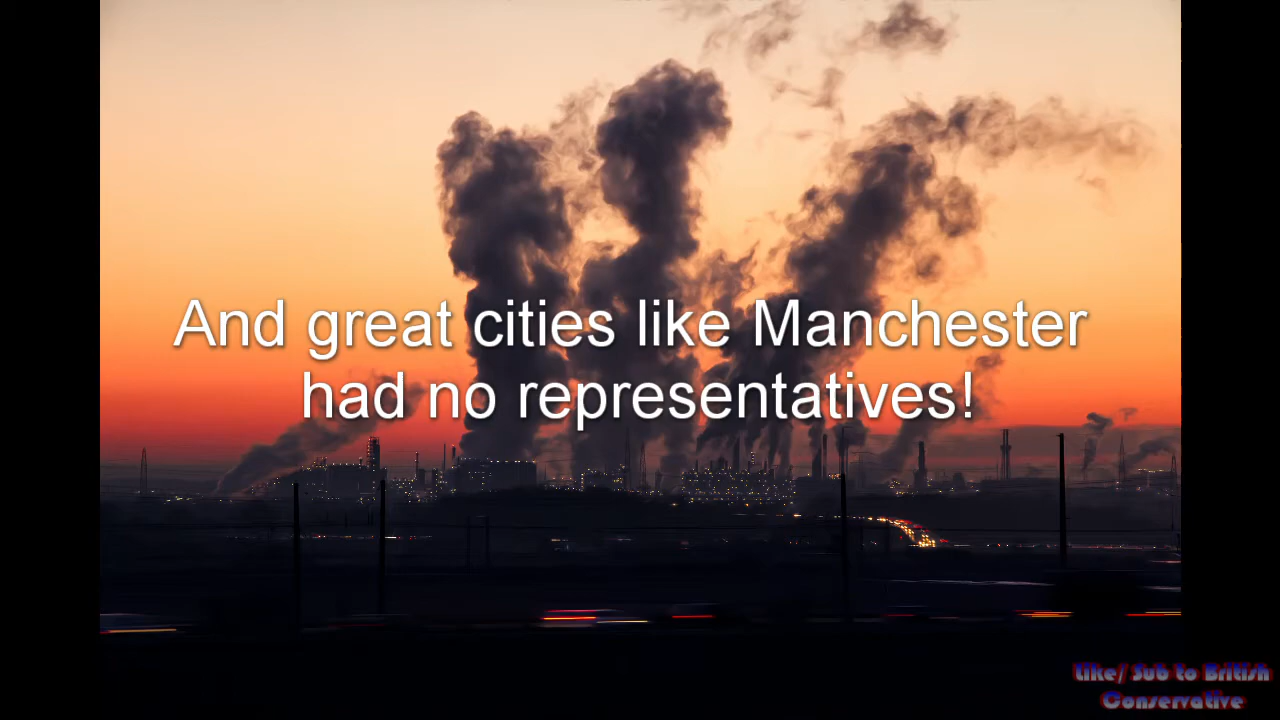 And great cities like Manchester
had no representatives!
Like/ Sub to British
Conservative